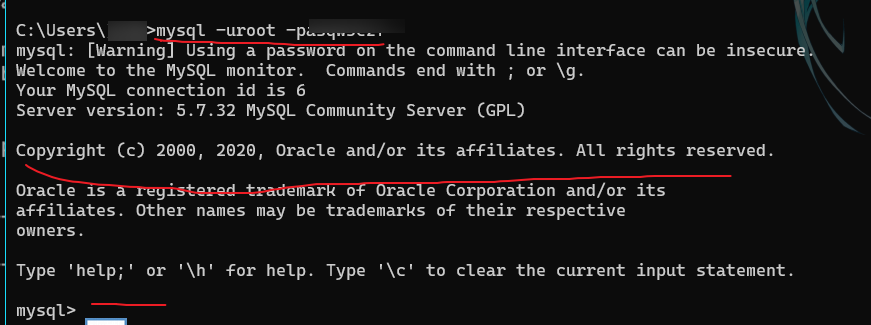 C:\Users\ >mysql -uroot
mysql: [Warning] Using a password on the command line interface can be insecure.
Welcome to the MySQL monitor.  Commands end with ; or \g.
Your MySQL connection id is 6
Server version: 5.7.32 MySQL Community Server (GPL)
Copyright (c) 2000, 2020, Oracle and/or its affiliates. All rights reserved.
Oracle is a registered trademark of Oracle Corporation and/or its
affiliates. Other names may be trademarks of their respective
owners.
Type 'help;' or '\h' for help. Type '\c' to clear the current input statement.
mysql>